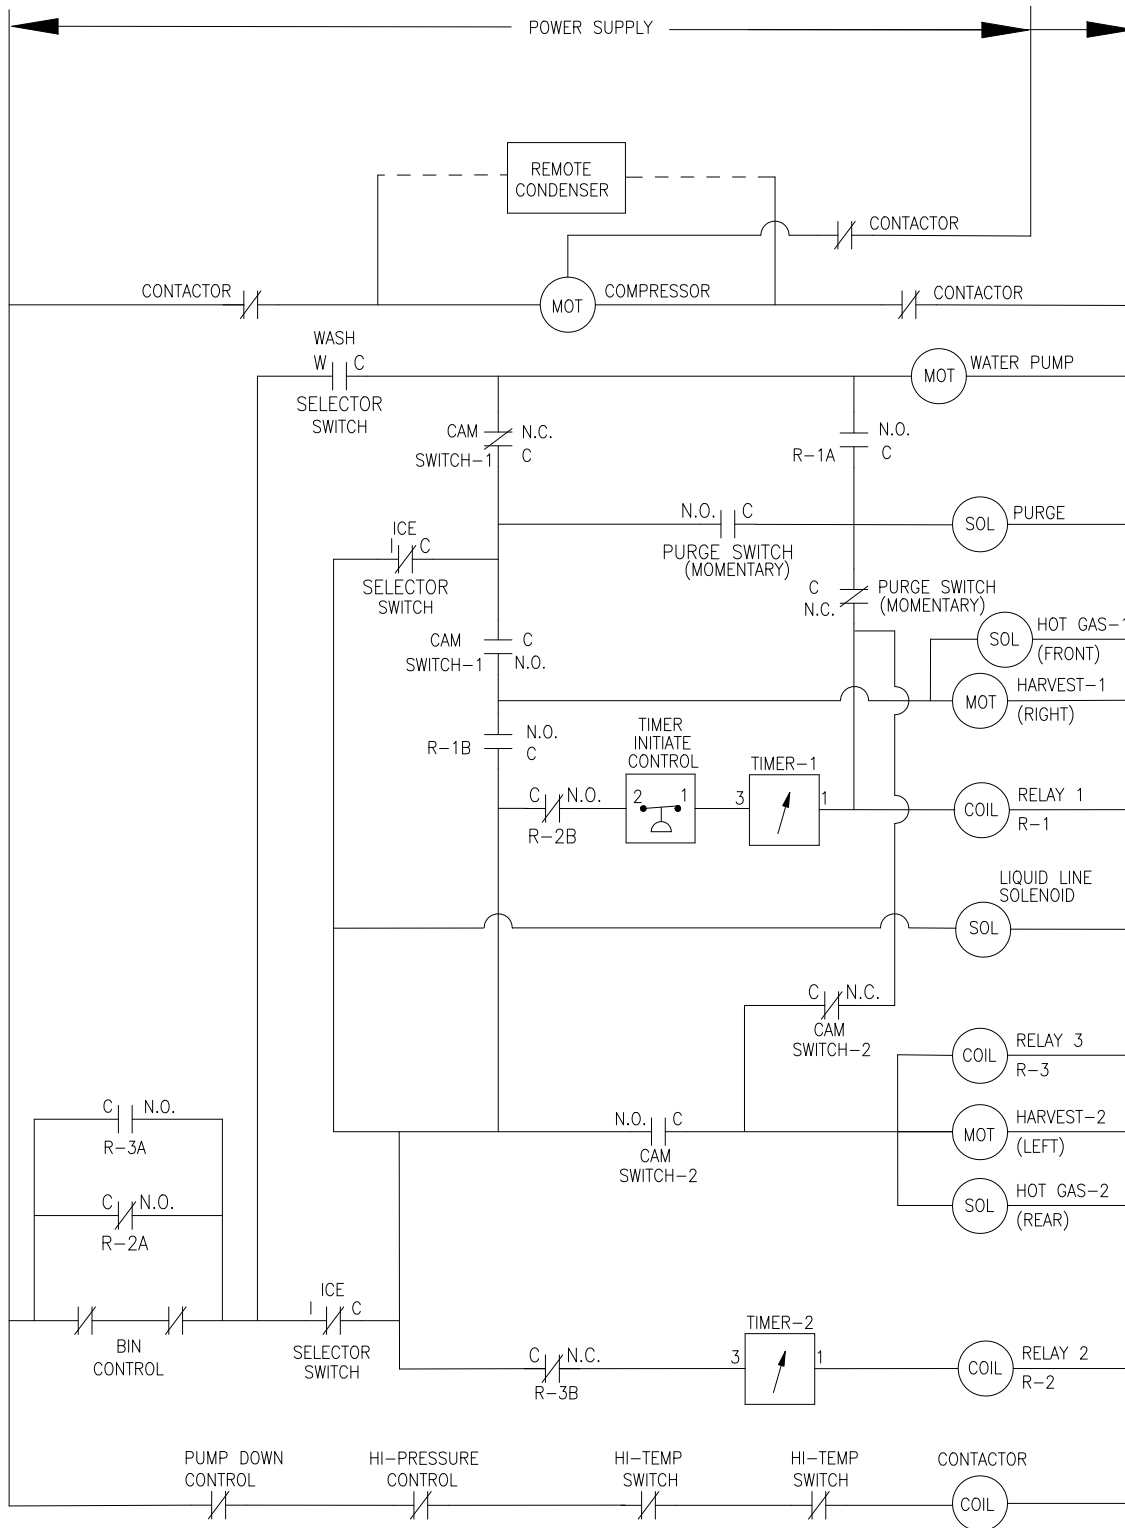 POWER SUPPLY
REMOTE
CONDENSER
CONTACTOR
CONTACTOR
MOT
COMPRESSOR
CONTACTOR
WASH
W C
SELECTOR
SWITCH
MOT
WATER PUMP
CAM
SWITCH-1
N.C.
C
R-1A
N.O.
C
ICE
I C
SELECTOR
SWITCH
N.O. C
PURGE SWITCH
(MOMENTARY)
SOL
PURGE
C
N.C.
PURGE SWITCH
(MOMENTARY)
CAM
SWITCH-1
C
N.O.
SOL
HOT GAS-1
(FRONT)
MOT
HARVEST-1
(RIGHT)
R-1B
N.O.
C
TIMER
INITIATE
CONTROL
2 1
TIMER-1
3 1
C N.O.
R-2B
COIL
RELAY 1
R-1
LIQUID LINE
SOLENOID
SOL
C N.C.
CAM
SWITCH-2
COIL
RELAY 3
R-3
C N.O.
R-3A
N.O. C
CAM
SWITCH-2
MOT
HARVEST-2
(LEFT)
C N.O.
R-2A
SOL
HOT GAS-2
(REAR)
BIN
CONTROL
ICE
I C
SELECTOR
SWITCH
C N.C.
R-3B
TIMER-2
3 1
COIL
RELAY 2
R-2
PUMP DOWN
CONTROL
HI-PRESSURE
CONTROL
HI-TEMP
SWITCH
HI-TEMP
SWITCH
CONTACTOR
COIL